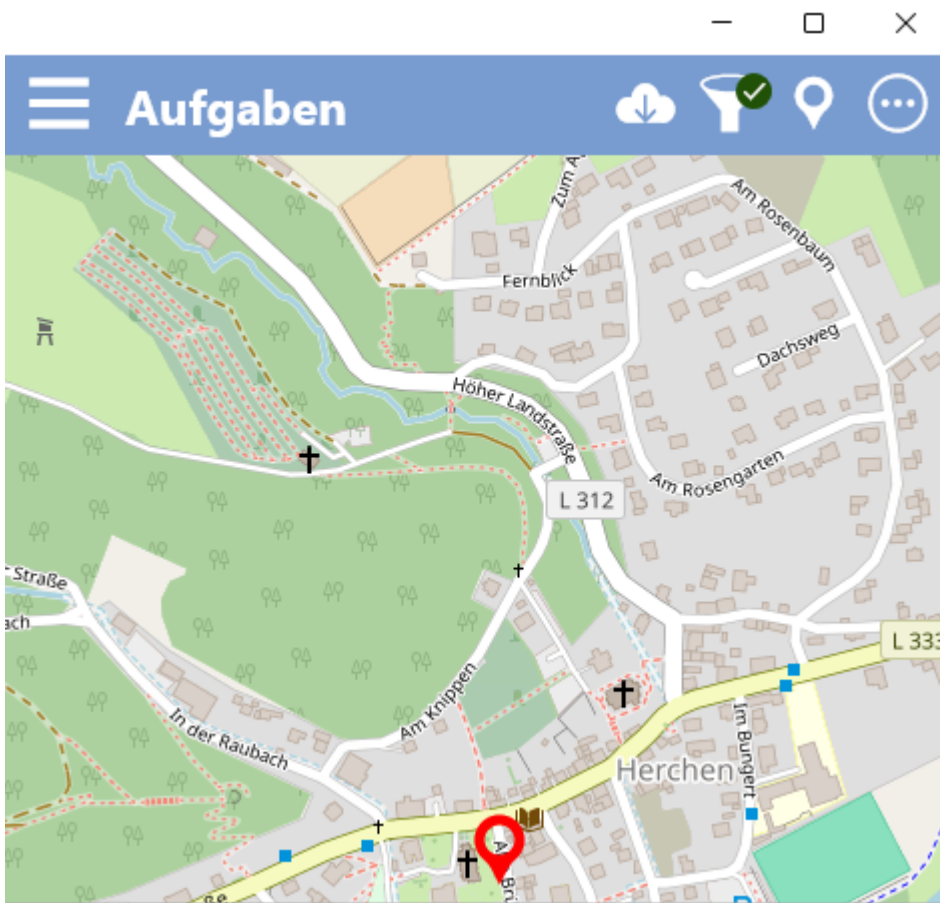 Aufgaben
Zum A
Am Rosenbaum
Fernblick
Dachsweg
Höher Landstraße
Am Rosengarten
L 312
r Straße
ach
L 333
Am Knippen
In der Raubach
Im Bungert
Herchen
A
Brü